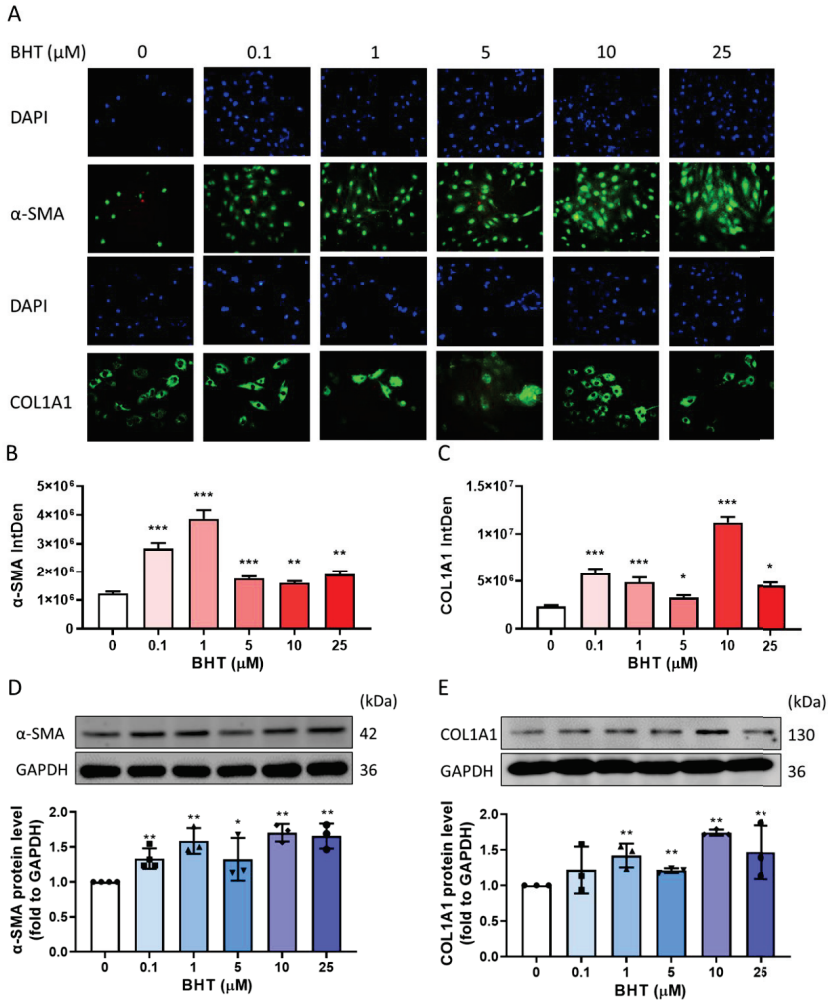 A
BHT (μM) 0 0.1 1 5 10 25
DAPI
α-SMA
DAPI
COL1A1
B
α-SMA IntDen
5×10⁶
4×10⁶
3×10⁶
2×10⁶
1×10⁶
0
*** *** *** ** **
0 0.1 1 5 10 25
BHT (μM)
C
COL1A1 IntDen
1.5×10⁷
1×10⁷
5×10⁶
0
*** *** * *** *
0 0.1 1 5 10 25
BHT (μM)
D
(kDa)
α-SMA 42
GAPDH 36
α-SMA protein level
(fold to GAPDH)
2.0
1.5
1.0
0.5
0.0
** ** * ** **
0 0.1 1 5 10 25
BHT (μM)
E
(kDa)
COL1A1 130
GAPDH 36
COL1A1 protein level
(fold to GAPDH)
2.0
1.5
1.0
0.5
0.0
** ** ** **
0 0.1 1 5 10 25
BHT (μM)